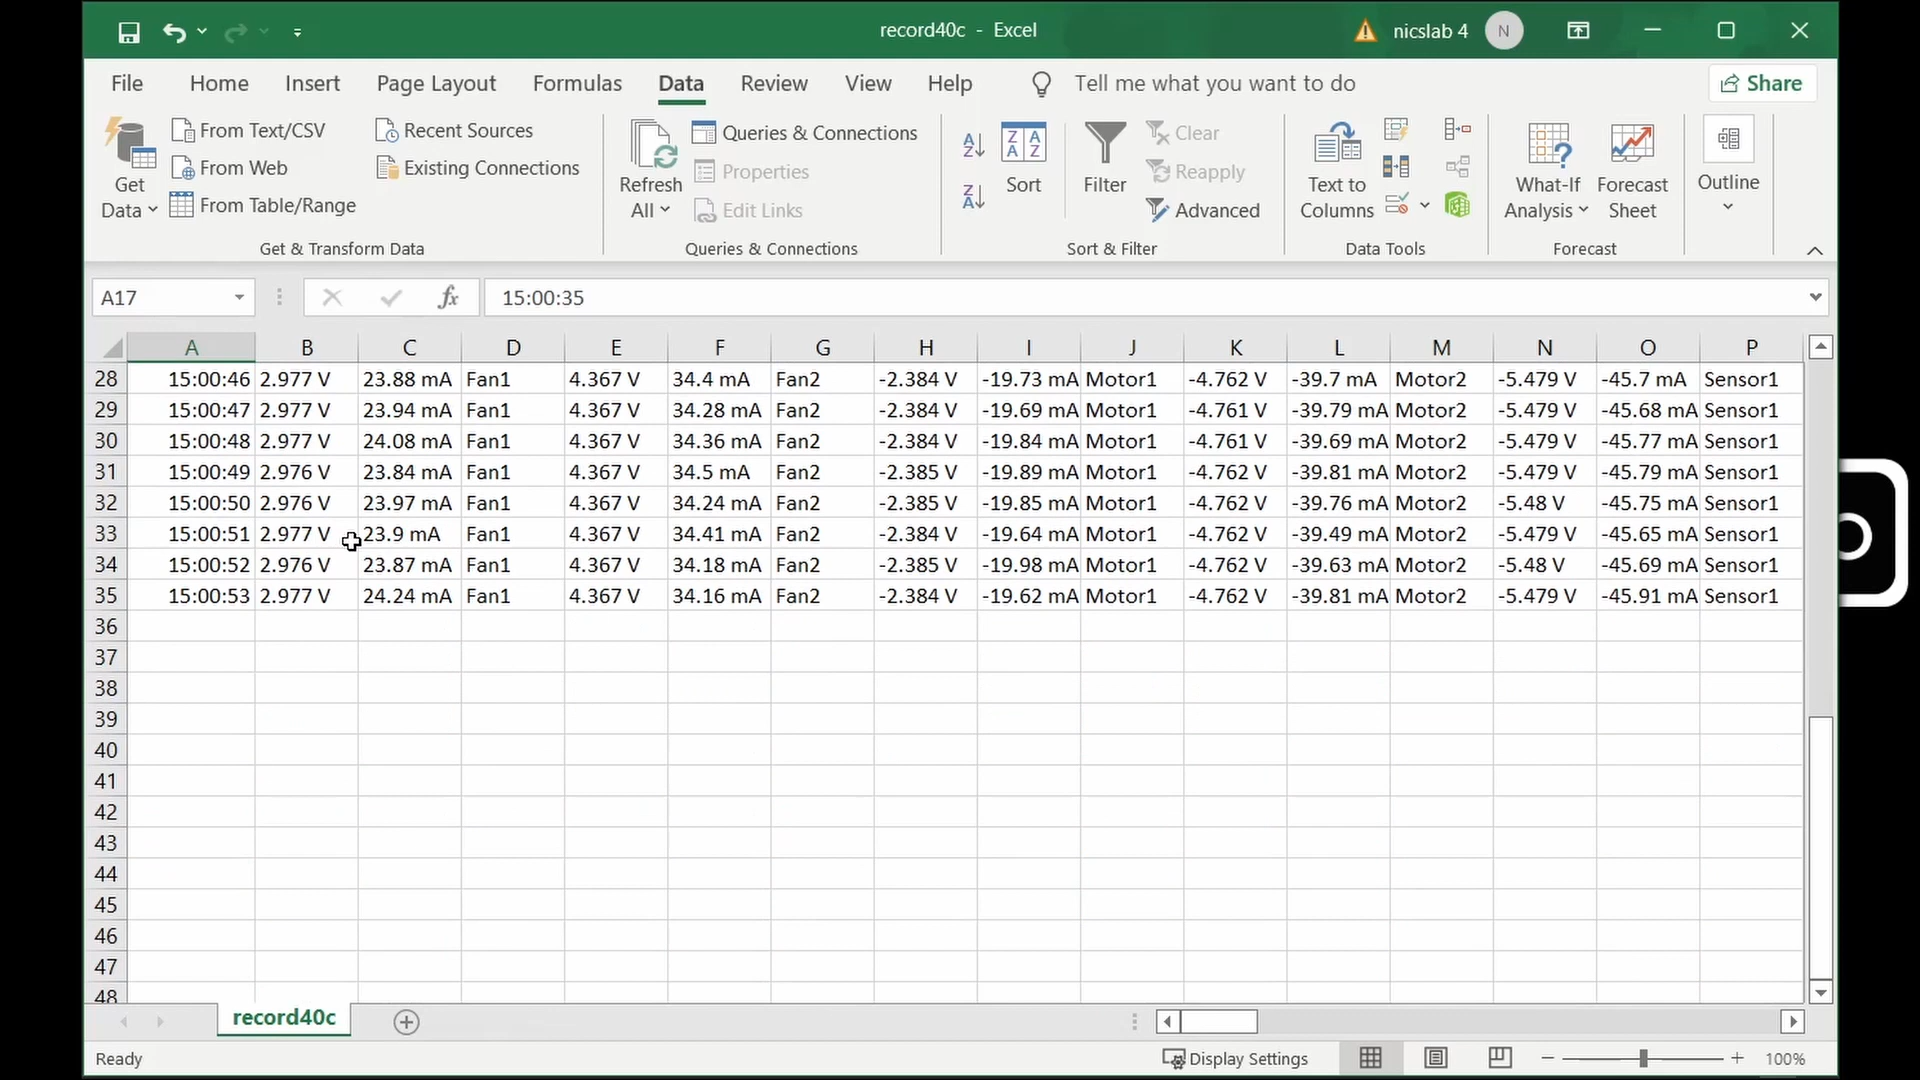 record40c - Excel
nicslab 4
N
File Home Insert Page Layout Formulas Data Review View Help Tell me what you want to do Share
Get Data
From Text/CSV
From Web
From Table/Range
Recent Sources
Existing Connections
Get & Transform Data
Refresh All
Queries & Connections
Properties
Edit Links
Queries & Connections
Sort
Filter
Clear
Reapply
Advanced
Sort & Filter
Text to Columns
Data Tools
What-If Analysis
Forecast Sheet
Forecast
Outline
A17 fx 15:00:35
A B C D E F G H I J K L M N O P
28 15:00:46 2.977 V 23.88 mA Fan1 4.367 V 34.4 mA Fan2 -2.384 V -19.73 mA Motor1 -4.762 V -39.7 mA Motor2 -5.479 V -45.7 mA Sensor1
29 15:00:47 2.977 V 23.94 mA Fan1 4.367 V 34.28 mA Fan2 -2.384 V -19.69 mA Motor1 -4.761 V -39.79 mA Motor2 -5.479 V -45.68 mA Sensor1
30 15:00:48 2.977 V 24.08 mA Fan1 4.367 V 34.36 mA Fan2 -2.384 V -19.84 mA Motor1 -4.761 V -39.69 mA Motor2 -5.479 V -45.77 mA Sensor1
31 15:00:49 2.976 V 23.84 mA Fan1 4.367 V 34.5 mA Fan2 -2.385 V -19.89 mA Motor1 -4.762 V -39.81 mA Motor2 -5.479 V -45.79 mA Sensor1
32 15:00:50 2.976 V 23.97 mA Fan1 4.367 V 34.24 mA Fan2 -2.385 V -19.85 mA Motor1 -4.762 V -39.76 mA Motor2 -5.48 V -45.75 mA Sensor1
33 15:00:51 2.977 V 23.9 mA Fan1 4.367 V 34.41 mA Fan2 -2.384 V -19.64 mA Motor1 -4.762 V -39.49 mA Motor2 -5.479 V -45.65 mA Sensor1
34 15:00:52 2.976 V 23.87 mA Fan1 4.367 V 34.18 mA Fan2 -2.385 V -19.98 mA Motor1 -4.762 V -39.63 mA Motor2 -5.48 V -45.69 mA Sensor1
35 15:00:53 2.977 V 24.24 mA Fan1 4.367 V 34.16 mA Fan2 -2.384 V -19.62 mA Motor1 -4.762 V -39.81 mA Motor2 -5.479 V -45.91 mA Sensor1
36
37
38
39
40
41
42
43
44
45
46
47
48
record40c
Ready Display Settings 100%